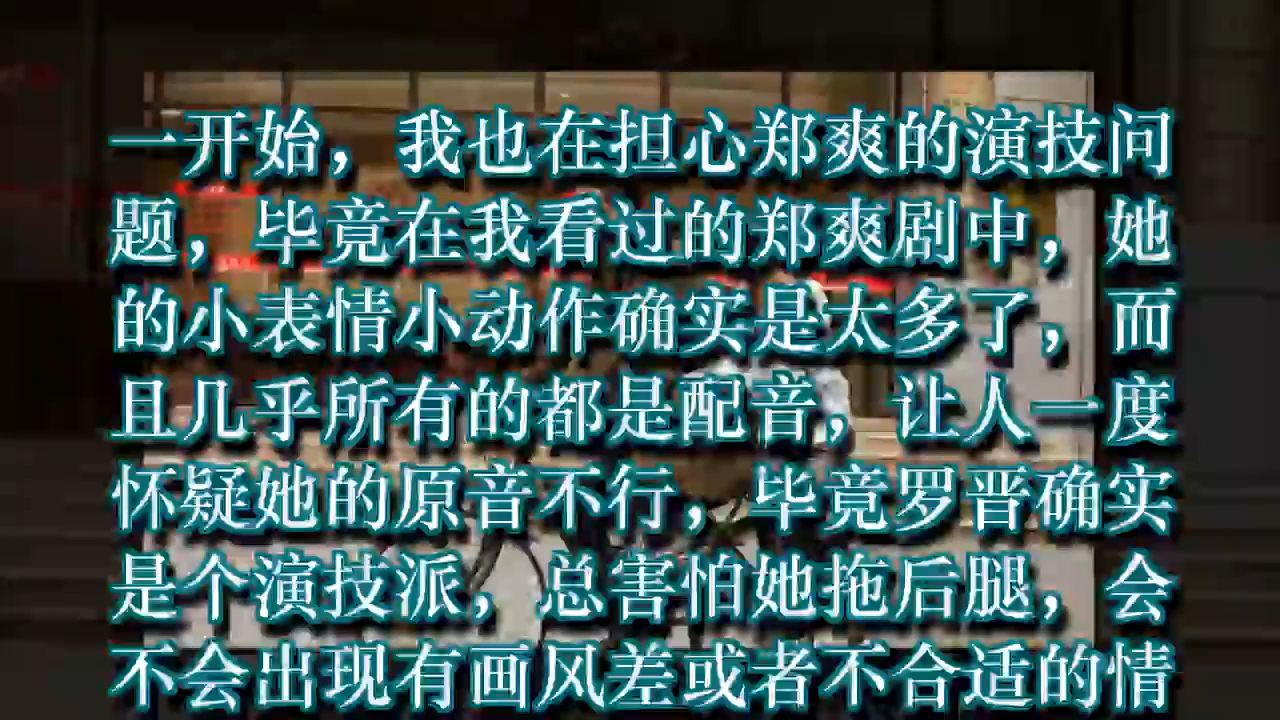 一开始，我也在担心郑爽的演技问
题，毕竟在我看过的郑爽剧中，她
的小表情小动作确实是太多了，而
且几乎所有的都是配音，让人一度
怀疑她的原音不行，毕竟罗晋确实
是个演技派，总害怕她拖后腿，会
不会出现有画风差或者不合适的情